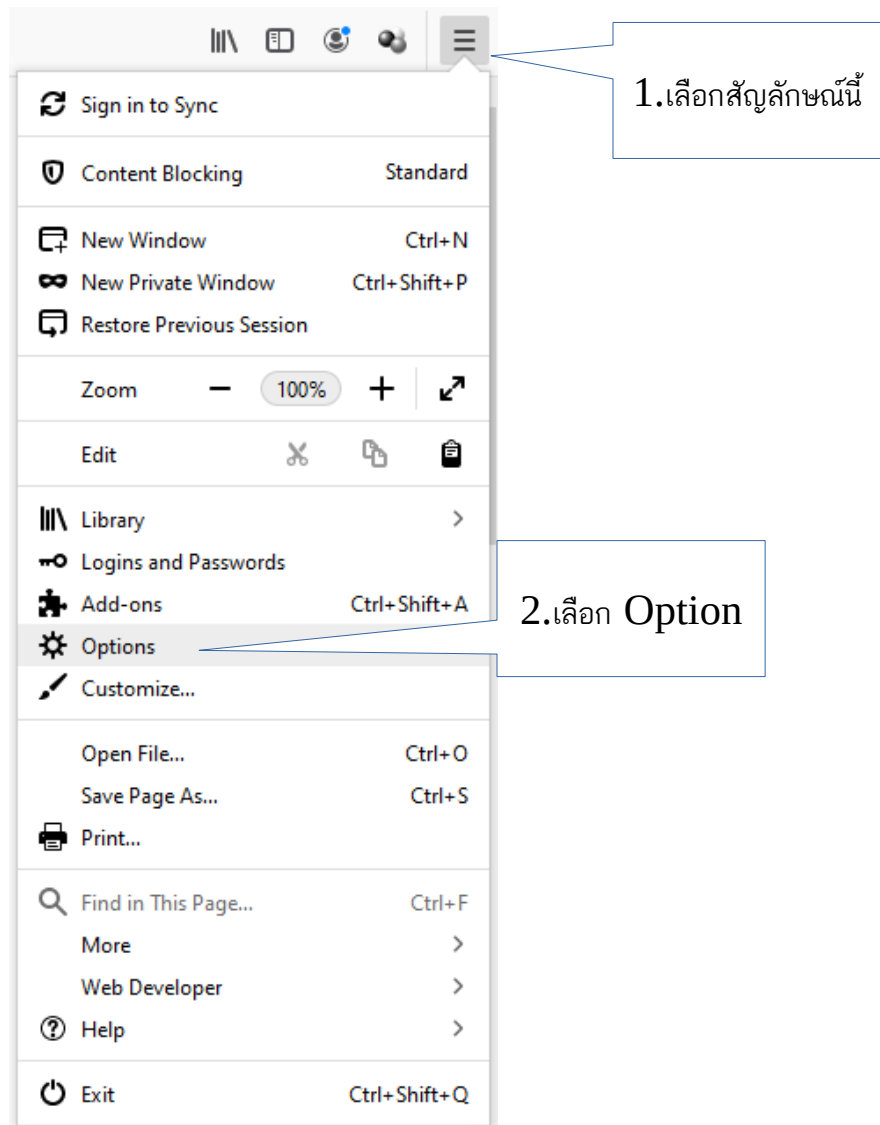 1.เลือกสัญลักษณ์นี้
Sign in to Sync
Content Blocking Standard
New Window Ctrl+N
New Private Window Ctrl+Shift+P
Restore Previous Session
Zoom 100%
Edit
Library
Logins and Passwords
Add-ons Ctrl+Shift+A
2.เลือก Option
Options
Customize...
Open File... Ctrl+O
Save Page As... Ctrl+S
Print...
Find in This Page... Ctrl+F
More
Web Developer
Help
Exit Ctrl+Shift+Q